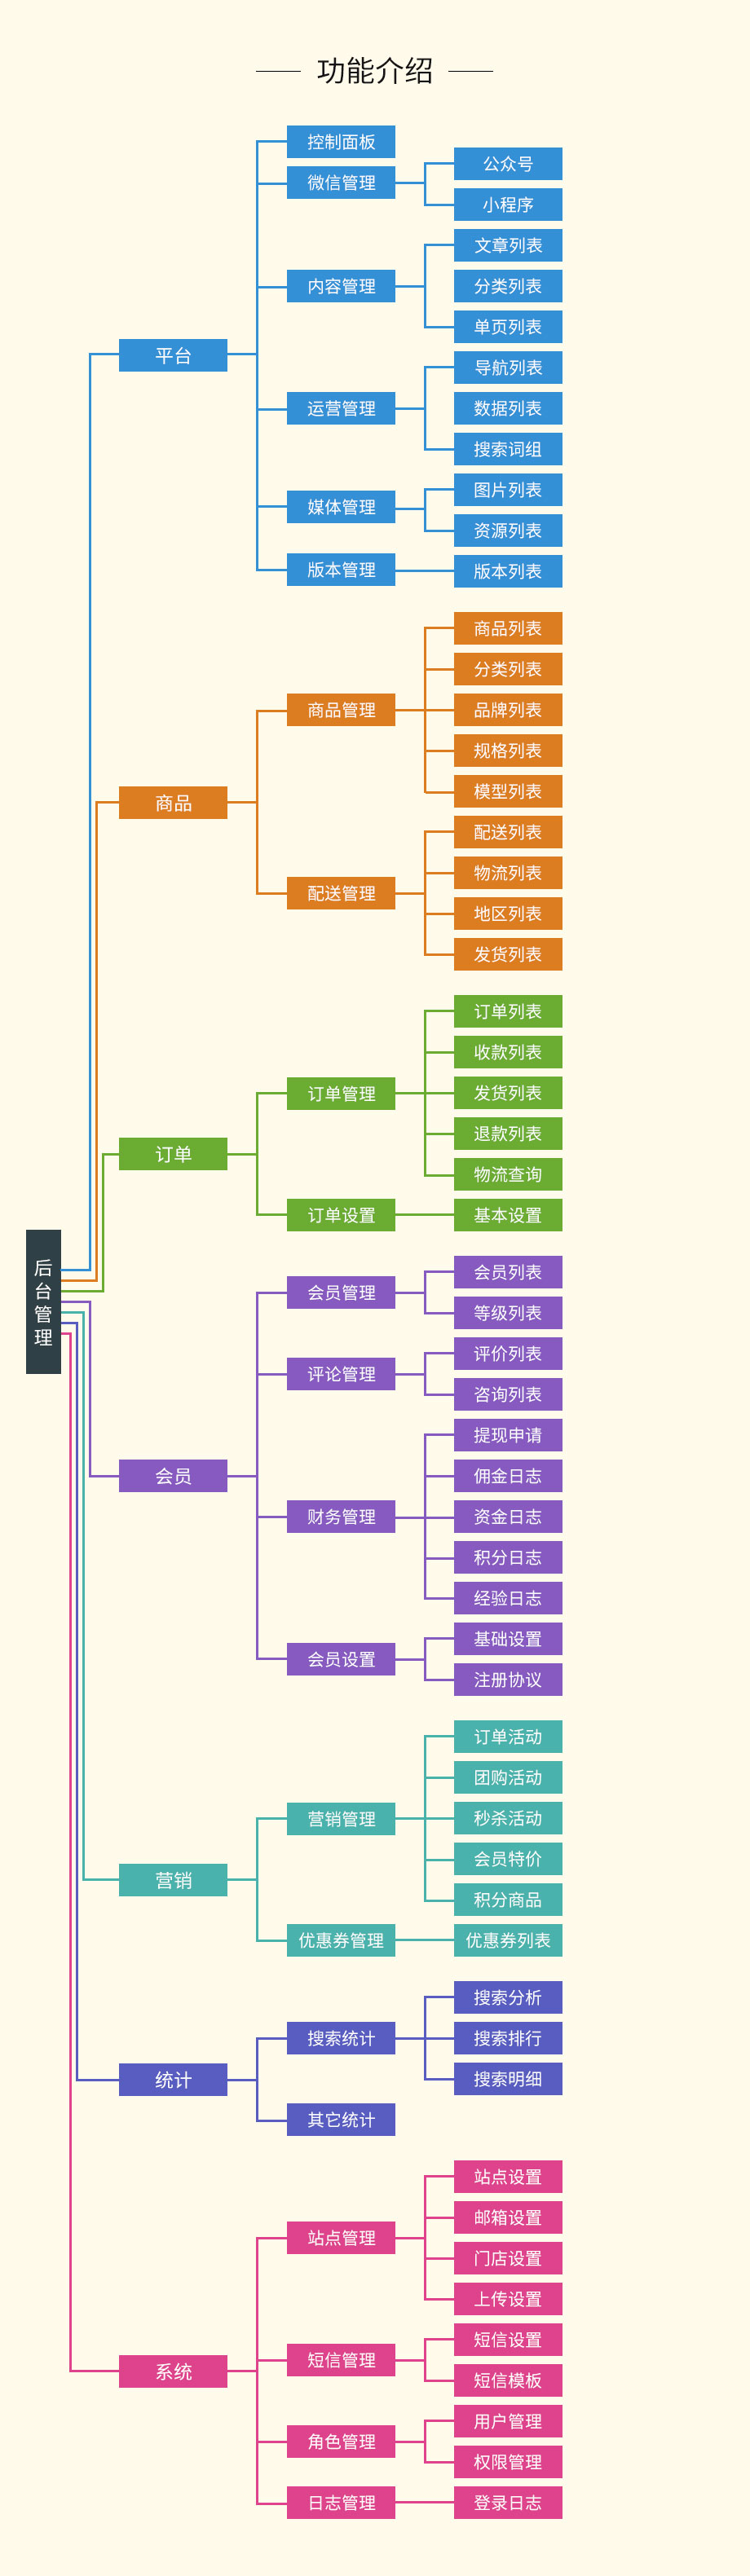 功能介绍
控制面板
微信管理
公众号
小程序
内容管理
文章列表
分类列表
单页列表
平台
运营管理
导航列表
数据列表
搜索词组
媒体管理
图片列表
资源列表
版本管理
版本列表
商品
商品管理
商品列表
分类列表
品牌列表
规格列表
模型列表
配送管理
配送列表
物流列表
地区列表
发货列表
订单
订单管理
订单列表
收款列表
发货列表
退款列表
物流查询
订单设置
基本设置
后台管理
会员
会员管理
会员列表
等级列表
评论管理
评价列表
咨询列表
财务管理
提现申请
佣金日志
资金日志
积分日志
经验日志
会员设置
基础设置
注册协议
营销
营销管理
订单活动
团购活动
秒杀活动
会员特价
积分商品
优惠券管理
优惠券列表
统计
搜索统计
搜索分析
搜索排行
搜索明细
其它统计
系统
站点管理
站点设置
邮箱设置
门店设置
上传设置
短信管理
短信设置
短信模板
角色管理
用户管理
权限管理
日志管理
登录日志